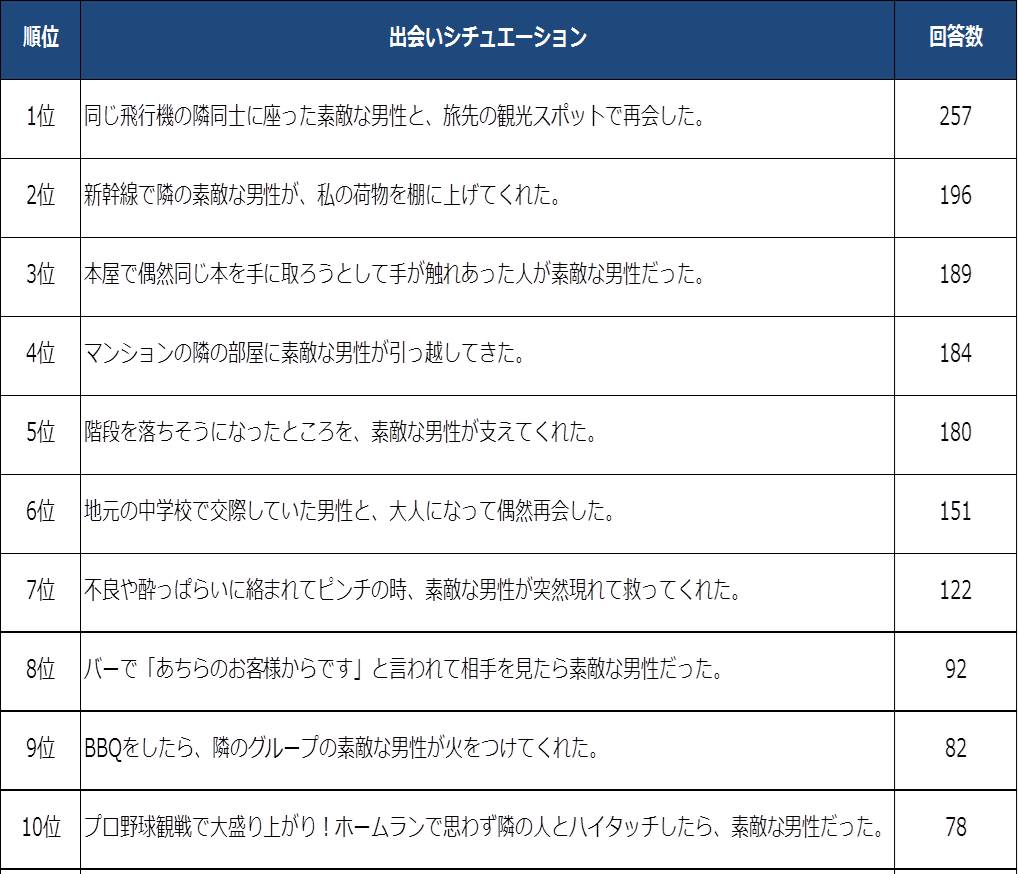 順位 出会いシチュエーション 回答数
1位 同じ飛行機の隣同士に座った素敵な男性と、旅先の観光スポットで再会した。 257
2位 新幹線で隣の素敵な男性が、私の荷物を棚に上げてくれた。 196
3位 本屋で偶然同じ本を手に取ろうとして手が触れあった人が素敵な男性だった。 189
4位 マンションの隣の部屋に素敵な男性が引っ越してきた。 184
5位 階段を落ちそうになったところを、素敵な男性が支えてくれた。 180
6位 地元の中学校で交際していた男性と、大人になって偶然再会した。 151
7位 不良や酔っぱらいに絡まれてピンチの時、素敵な男性が突然現れて救ってくれた。 122
8位 バーで「あちらのお客様からです」と言われて相手を見たら素敵な男性だった。 92
9位 BBQをしたら、隣のグループの素敵な男性が火をつけてくれた。 82
10位 プロ野球観戦で大盛り上がり！ホームランで思わず隣の人とハイタッチしたら、素敵な男性だった。 78